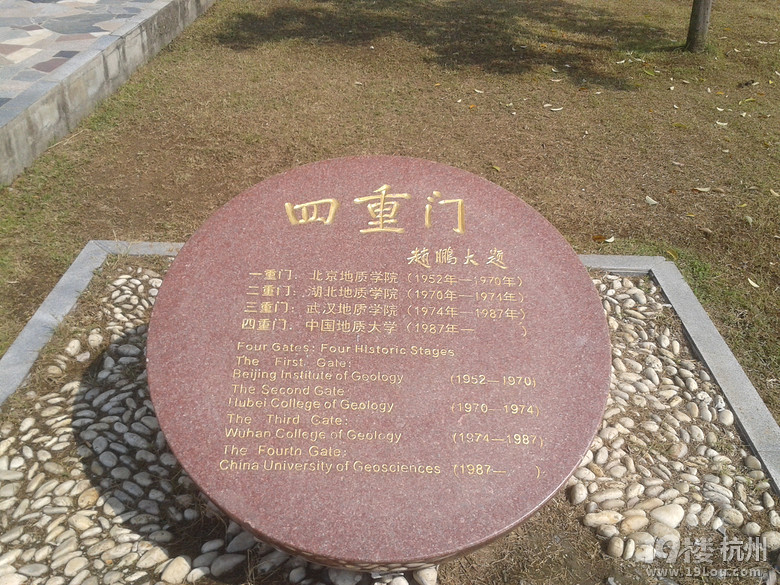 四重门
赵鹏大题
一重门：北京地质学院（1952年—1970年）
二重门：湖北地质学院（1970年—1974年）
三重门：武汉地质学院（1974年—1987年）
四重门：中国地质大学（1987年—　　）
Four Gates: Four Historic Stages
The First Gate:
Beijing Institute of Geology (1952—1970)
The Second Gate:
Hubei College of Geology (1970—1974)
The Third Gate:
Wuhan College of Geology (1974—1987)
The Fourth Gate:
China University of Geosciences (1987—　　).
19楼杭州
www.19lou.com